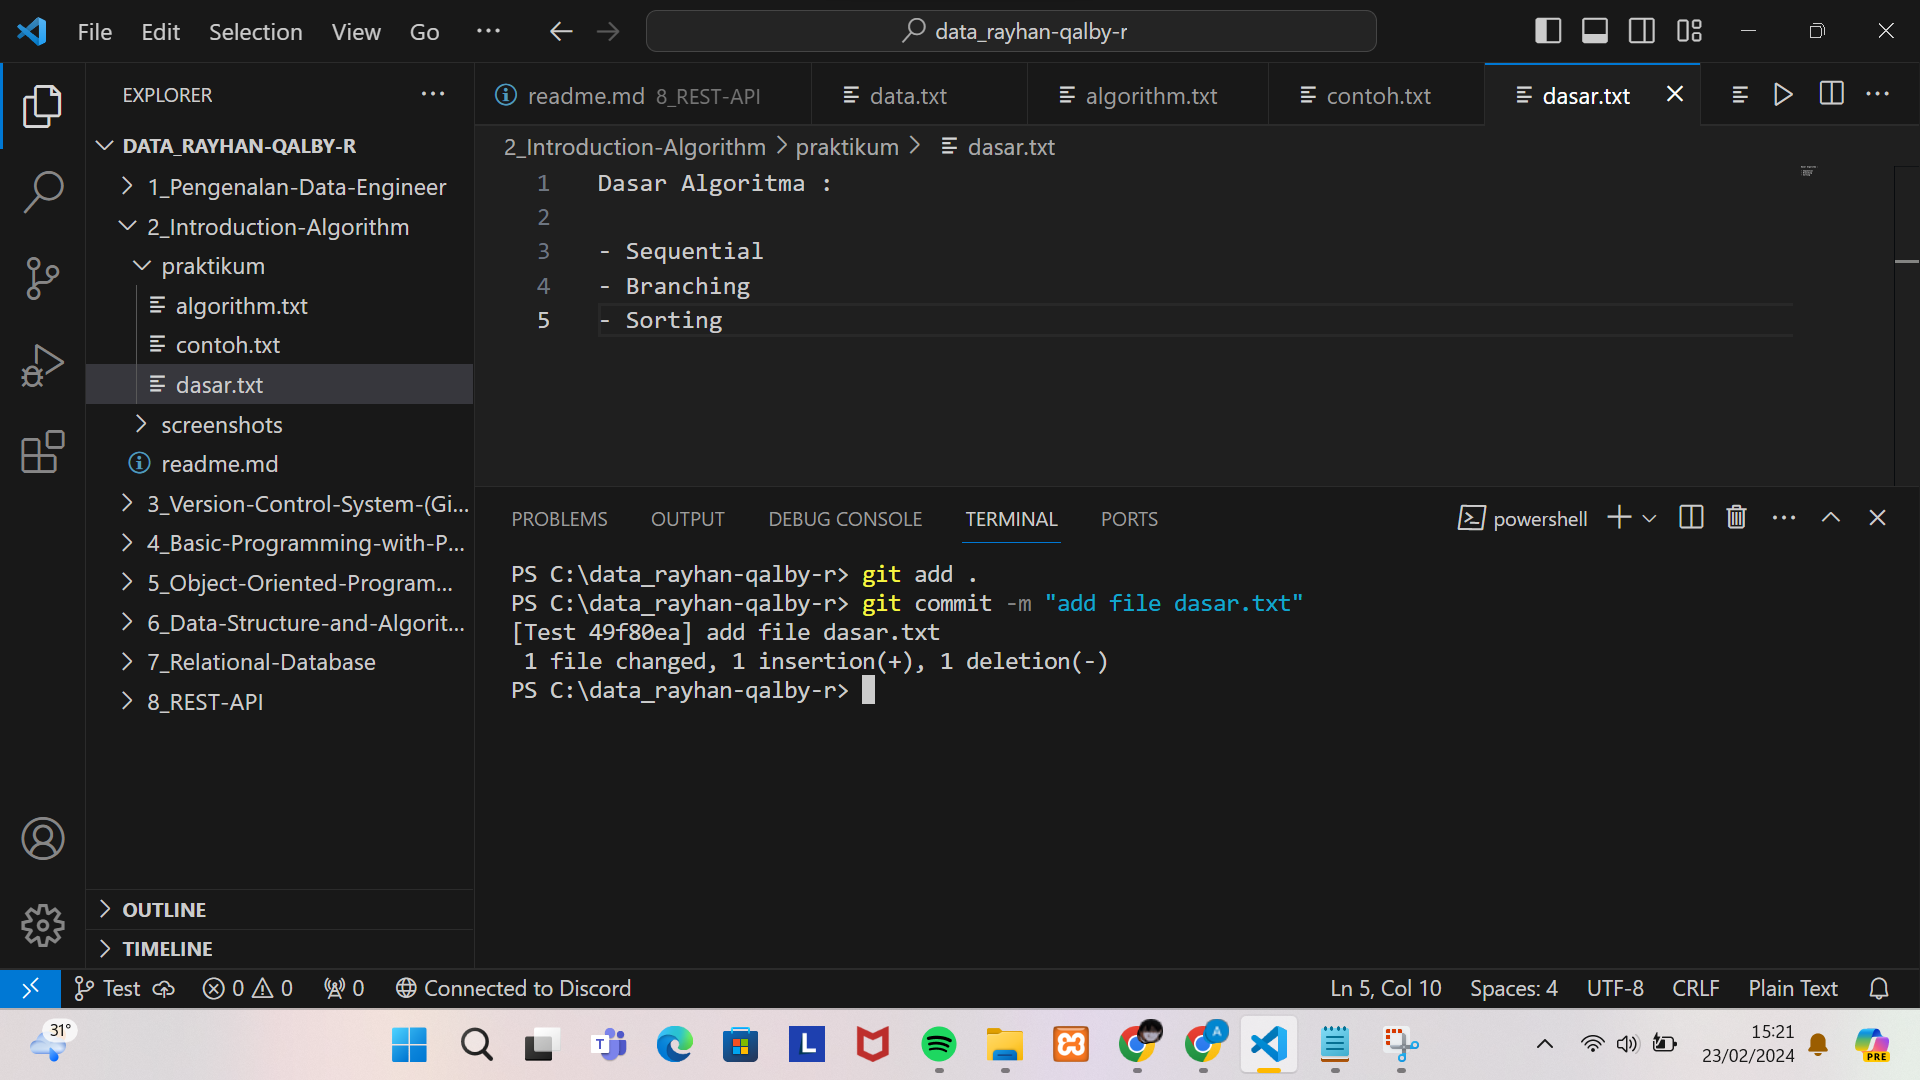 File Edit Selection View Go ···
data_rayhan-qalby-r
EXPLORER
DATA_RAYHAN-QALBY-R
1_Pengenalan-Data-Engineer
2_Introduction-Algorithm
praktikum
algorithm.txt
contoh.txt
dasar.txt
screenshots
readme.md
3_Version-Control-System-(Gi...
4_Basic-Programming-with-P...
5_Object-Oriented-Program...
6_Data-Structure-and-Algorit...
7_Relational-Database
8_REST-API
OUTLINE
TIMELINE
readme.md 8_REST-API
data.txt
algorithm.txt
contoh.txt
dasar.txt
2_Introduction-Algorithm > praktikum > dasar.txt
1 Dasar Algoritma :
2
3 - Sequential
4 - Branching
5 - Sorting
PROBLEMS OUTPUT DEBUG CONSOLE TERMINAL PORTS
powershell
PS C:\data_rayhan-qalby-r> git add .
PS C:\data_rayhan-qalby-r> git commit -m "add file dasar.txt"
[Test 49f80ea] add file dasar.txt
1 file changed, 1 insertion(+), 1 deletion(-)
PS C:\data_rayhan-qalby-r>
Test 0 0 0 Connected to Discord
Ln 5, Col 10 Spaces: 4 UTF-8 CRLF Plain Text
31°
T
L
A
15:21
23/02/2024
PRE